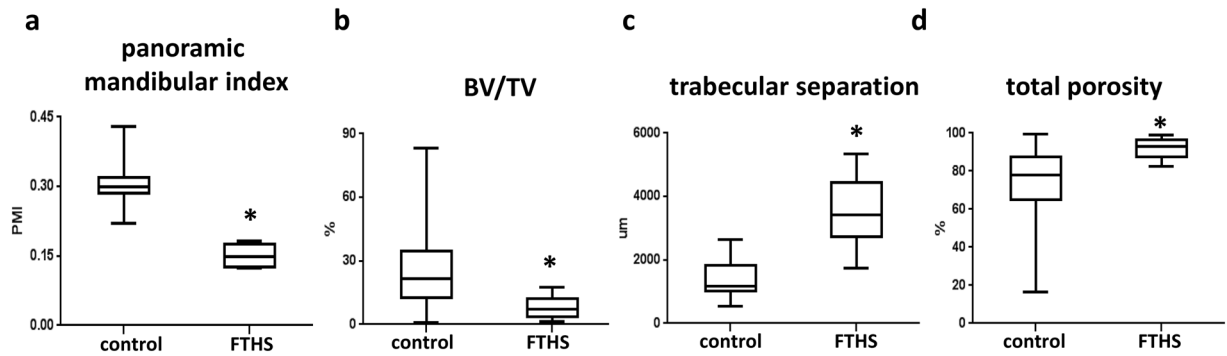 a
panoramic
mandibular index
PMI
0.45
0.30
0.15
0.00
*
control
FTHS
b
BV/TV
%
90
60
30
0
*
control
FTHS
c
trabecular separation
um
6000
4000
2000
0
*
control
FTHS
d
total porosity
%
100
80
60
40
20
0
*
control
FTHS